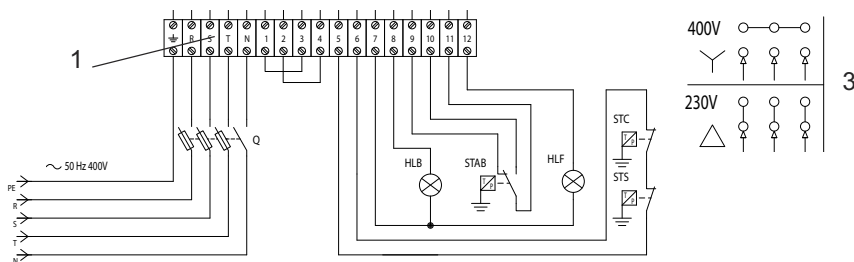 R S T N 1 2 3 4 5 6 7 8 9 10 11 12
1
Q
∼ 50 Hz 400V
PE
R
S
T
N
HLB
STAB
T
P
HLF
STC
T
P
STS
T
P
400V
230V
3